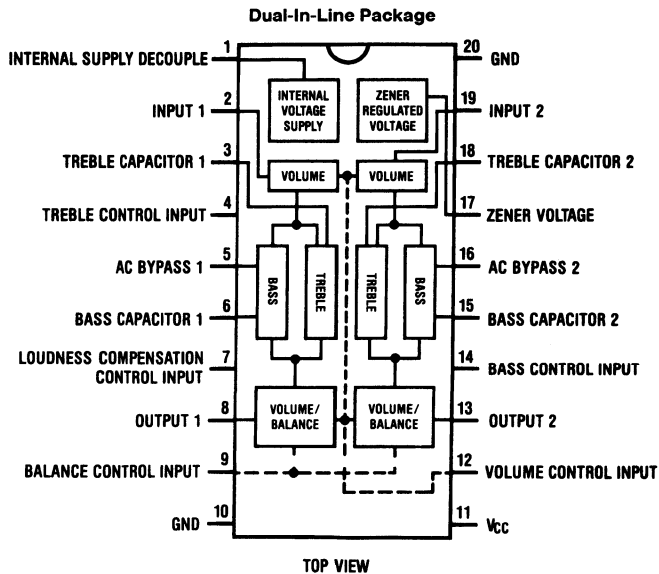 Dual-In-Line Package
1
INTERNAL SUPPLY DECOUPLE
20
GND
INTERNAL
VOLTAGE
SUPPLY
ZENER
REGULATED
VOLTAGE
2
INPUT 1
19
INPUT 2
3
TREBLE CAPACITOR 1
18
TREBLE CAPACITOR 2
VOLUME
VOLUME
4
TREBLE CONTROL INPUT
17
ZENER VOLTAGE
5
AC BYPASS 1
16
AC BYPASS 2
BASS
TREBLE
TREBLE
BASS
6
BASS CAPACITOR 1
15
BASS CAPACITOR 2
7
LOUDNESS COMPENSATION
CONTROL INPUT
14
BASS CONTROL INPUT
8
OUTPUT 1
VOLUME/
BALANCE
VOLUME/
BALANCE
13
OUTPUT 2
9
BALANCE CONTROL INPUT
12
VOLUME CONTROL INPUT
10
GND
11
VCC
TOP VIEW